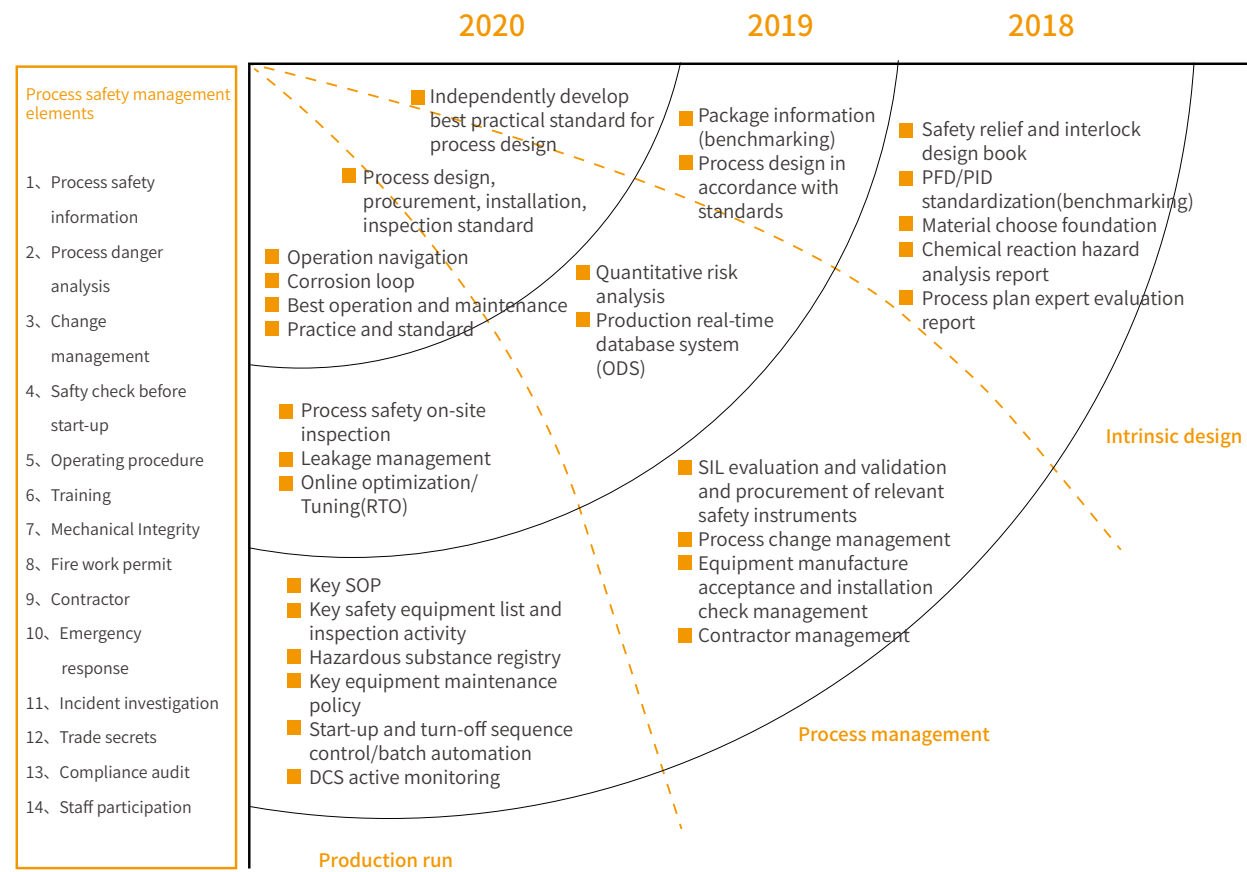 2020
2019
2018
Process safety management
elements
1、Process safety
information
2、Process danger
analysis
3、Change
management
4、Safty check before
start-up
5、Operating procedure
6、Training
7、Mechanical Integrity
8、Fire work permit
9、Contractor
10、Emergency
response
11、Incident investigation
12、Trade secrets
13、Compliance audit
14、Staff participation
Independently develop
best practical standard for
process design
Process design,
procurement, installation,
inspection standard
Operation navigation
Corrosion loop
Best operation and maintenance
Practice and standard
Package information
(benchmarking)
Process design in
accordance with
standards
Quantitative risk
analysis
Production real-time
database system
(ODS)
Process safety on-site
inspection
Leakage management
Online optimization/
Tuning(RTO)
Safety relief and interlock
design book
PFD/PID
standardization(benchmarking)
Material choose foundation
Chemical reaction hazard
analysis report
Process plan expert evaluation
report
SIL evaluation and validation
and procurement of relevant
safety instruments
Process change management
Equipment manufacture
acceptance and installation
check management
Contractor management
Key SOP
Key safety equipment list and
inspection activity
Hazardous substance registry
Key equipment maintenance
policy
Start-up and turn-off sequence
control/batch automation
DCS active monitoring
Intrinsic design
Process management
Production run